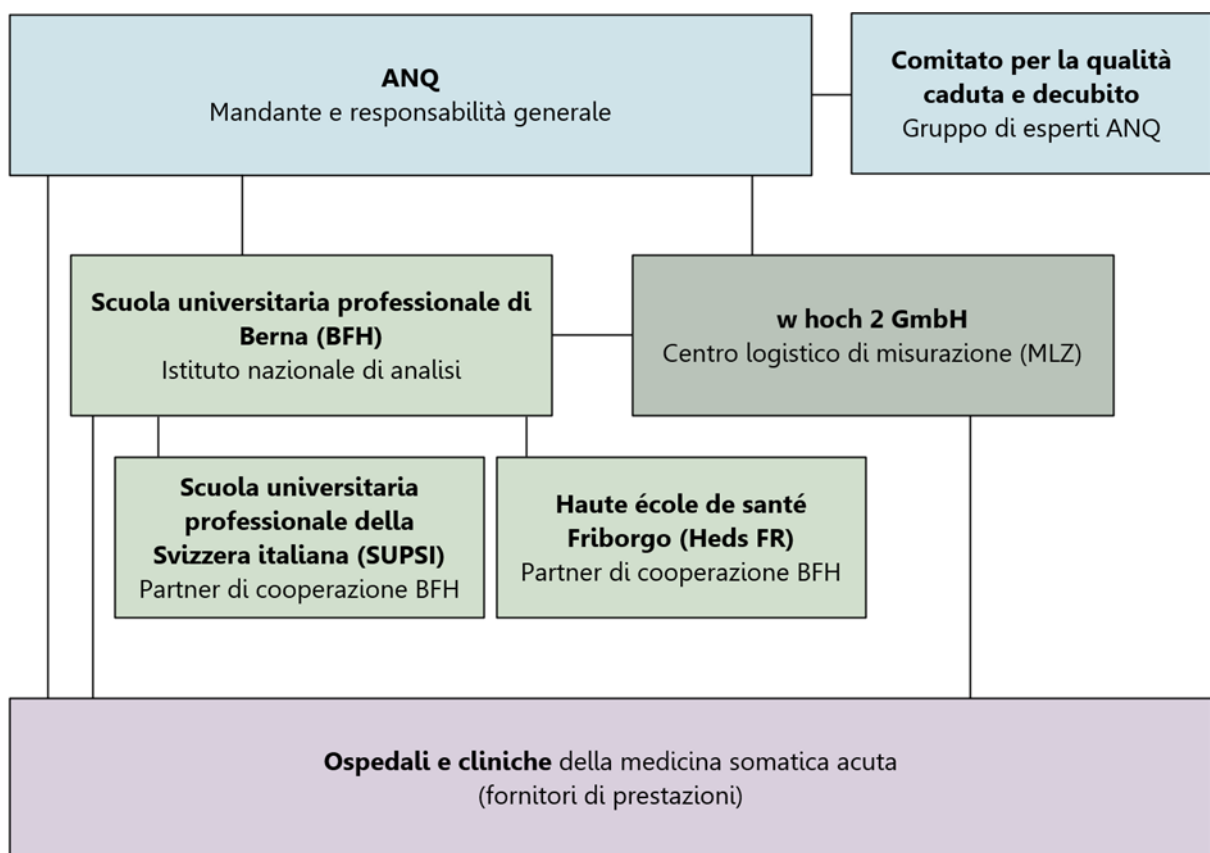 ANQ
Mandante e responsabilità generale
Comitato per la qualità
caduta e decubito
Gruppo di esperti ANQ
Scuola universitaria professionale di
Berna (BFH)
Istituto nazionale di analisi
w hoch 2 GmbH
Centro logistico di misurazione (MLZ)
Scuola universitaria
professionale della
Svizzera italiana (SUPSI)
Partner di cooperazione BFH
Haute école de santé
Friborgo (Heds FR)
Partner di cooperazione BFH
Ospedali e cliniche della medicina somatica acuta
(fornitori di prestazioni)